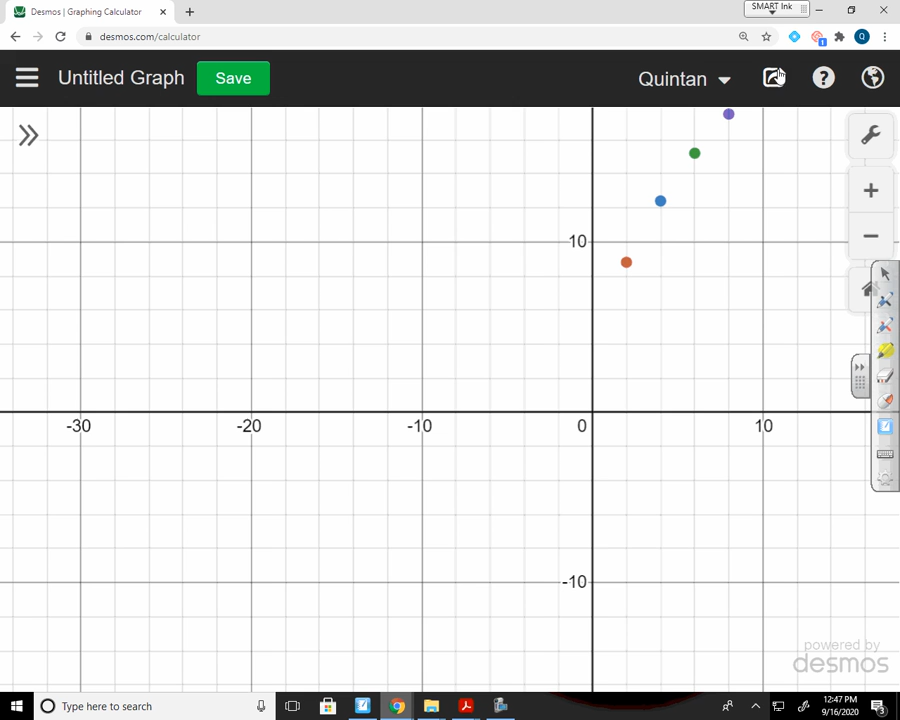 Desmos | Graphing Calculator
SMART Ink
desmos.com/calculator
Q
Untitled Graph
Save
Quintan
10
-30
-20
-10
0
10
-10
powered by
desmos
Type here to search
12:47 PM
9/16/2020
3